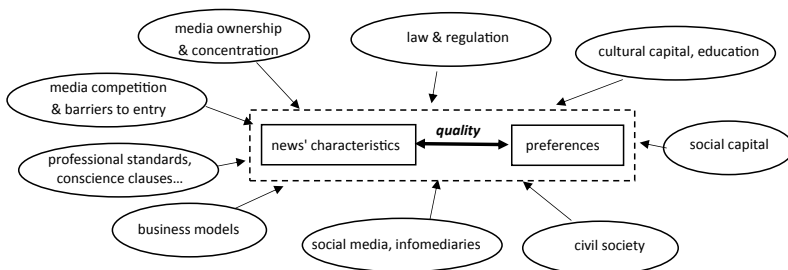 media ownership
& concentration
law & regulation
cultural capital, education
media competition
& barriers to entry
quality
news' characteristics
preferences
social capital
professional standards,
conscience clauses...
business models
social media, infomediaries
civil society